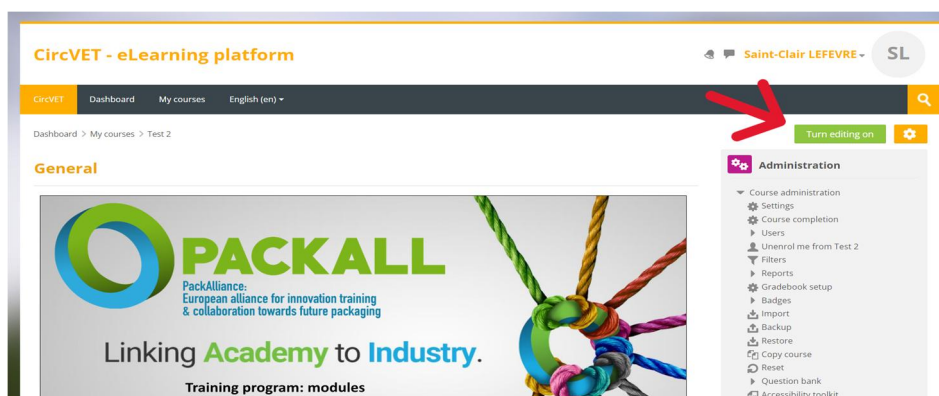 CircVET - eLearning platform
Saint-Clair LEFEVRE
SL
CircVET Dashboard My courses English (en)
Dashboard > My courses > Test 2
Turn editing on
General
PACKALL
PackAlliance:
European alliance for innovation training
& collaboration towards future packaging
Linking Academy to Industry.
Training program: modules
Administration
Course administration
Settings
Course completion
Users
Unenrol me from Test 2
Filters
Reports
Gradebook setup
Badges
Import
Backup
Restore
Copy course
Reset
Question bank
Accessibility toolkit